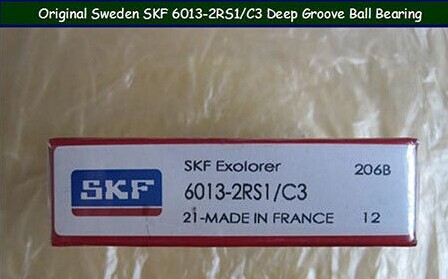 Original Sweden SKF 6013-2RS1/C3 Deep Groove Ball Bearing
SKF
SKF Exolorer 206B
6013-2RS1/C3
21-MADE IN FRANCE 12